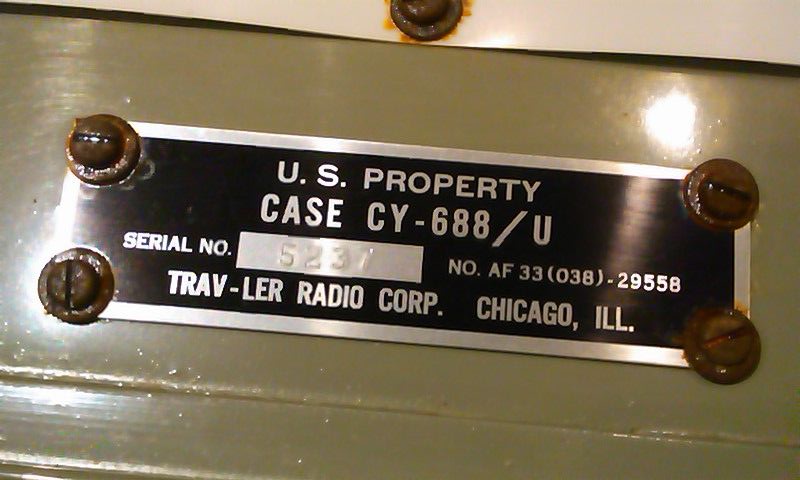 U. S. PROPERTY
CASE CY-688/U
SERIAL NO. 5237 NO. AF 33(038)-29558
TRAV-LER RADIO CORP. CHICAGO, ILL.